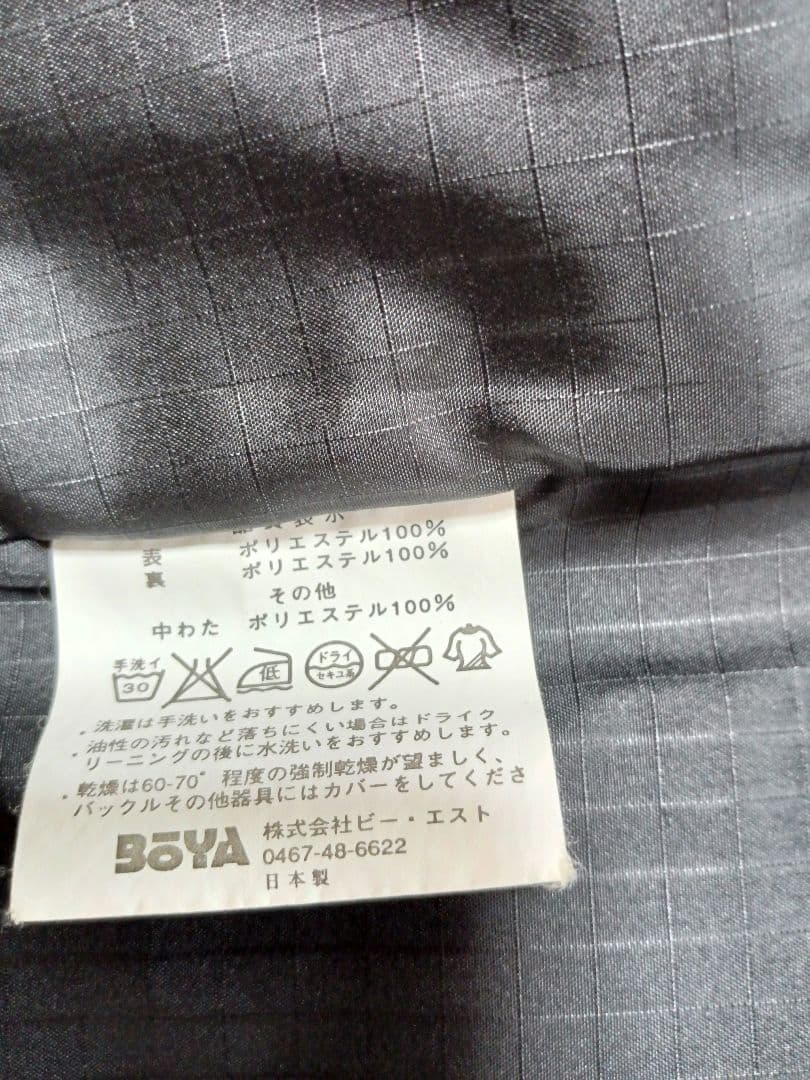 品質表示
表 ポリエステル100%
裏 ポリエステル100%
その他
中わた ポリエステル100%
手洗イ 30 低 ドライ セキユ系
・洗濯は手洗いをおすすめします。
・油性の汚れなど落ちにくい場合はドライク
リーニングの後に水洗いをおすすめします。
・乾燥は60-70°程度の強制乾燥が望ましく、
バックルその他器具にはカバーをしてくださ
BōYA 株式会社ビー・エスト
0467-48-6622
日本製